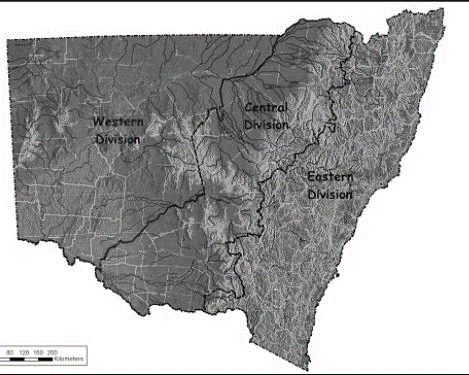 Western
Division
Central
Division
Eastern
Division
80 120 160 200
Kilometers